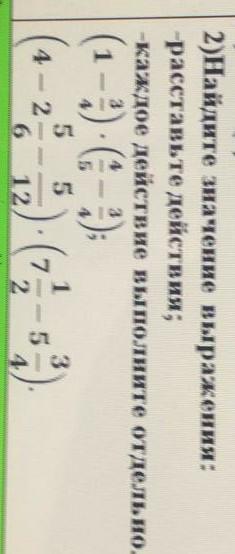 2)Найдите значение выражения:
-расставьте действия;
-каждое действие выполните отдельно.
(1 − 3/4) · (4/5 − 3/4);
(4 − 2 5/6 − 5/12) · (7 1/2 − 5 3/4).